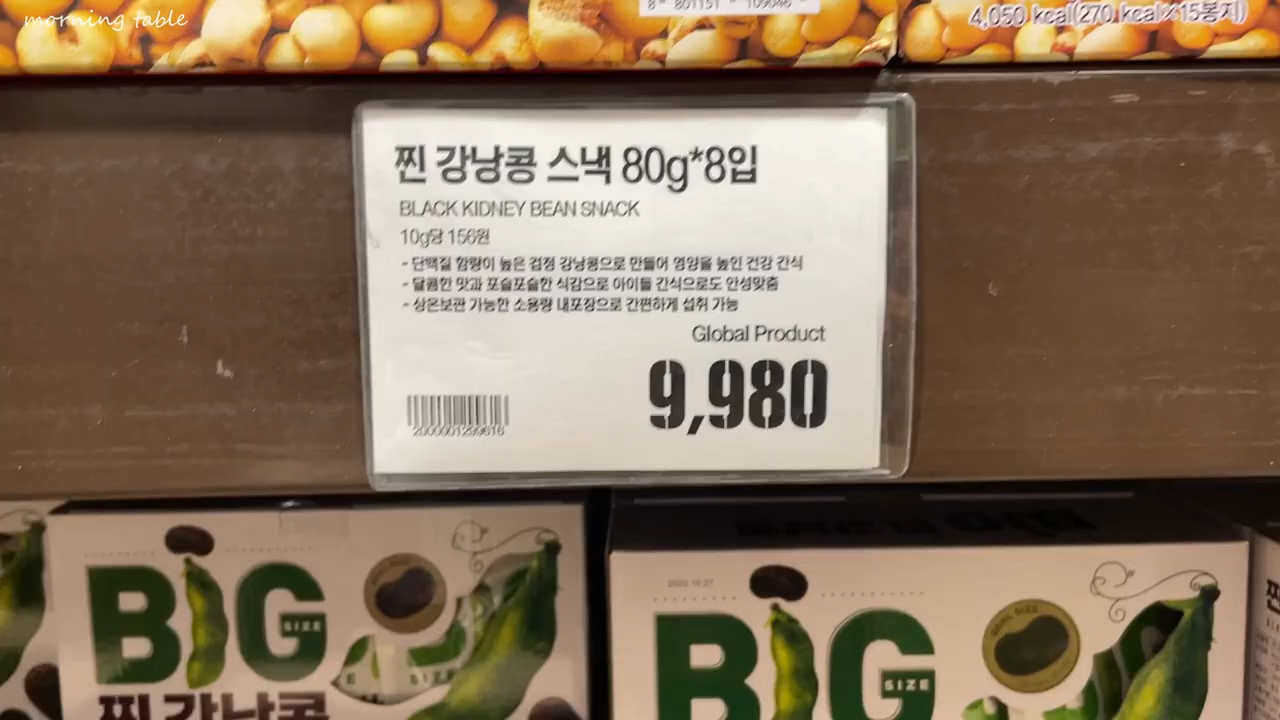 morning table
8 801151 109046
4,050 kcal(270 kcal×15봉지)
찐 강낭콩 스낵 80g*8입
BLACK KIDNEY BEAN SNACK
10g당 156원
- 단백질 함량이 높은 검정 강낭콩으로 만들어 영양을 높인 건강 간식
- 달콤한 맛과 포슬포슬한 식감으로 아이들 간식으로도 안성맞춤
- 상온보관 가능한 소용량 내포장으로 간편하게 섭취 가능
Global Product
9,980
BIG
SIZE
찐 강낭콩
BIG
SIZE
REAL SIZE